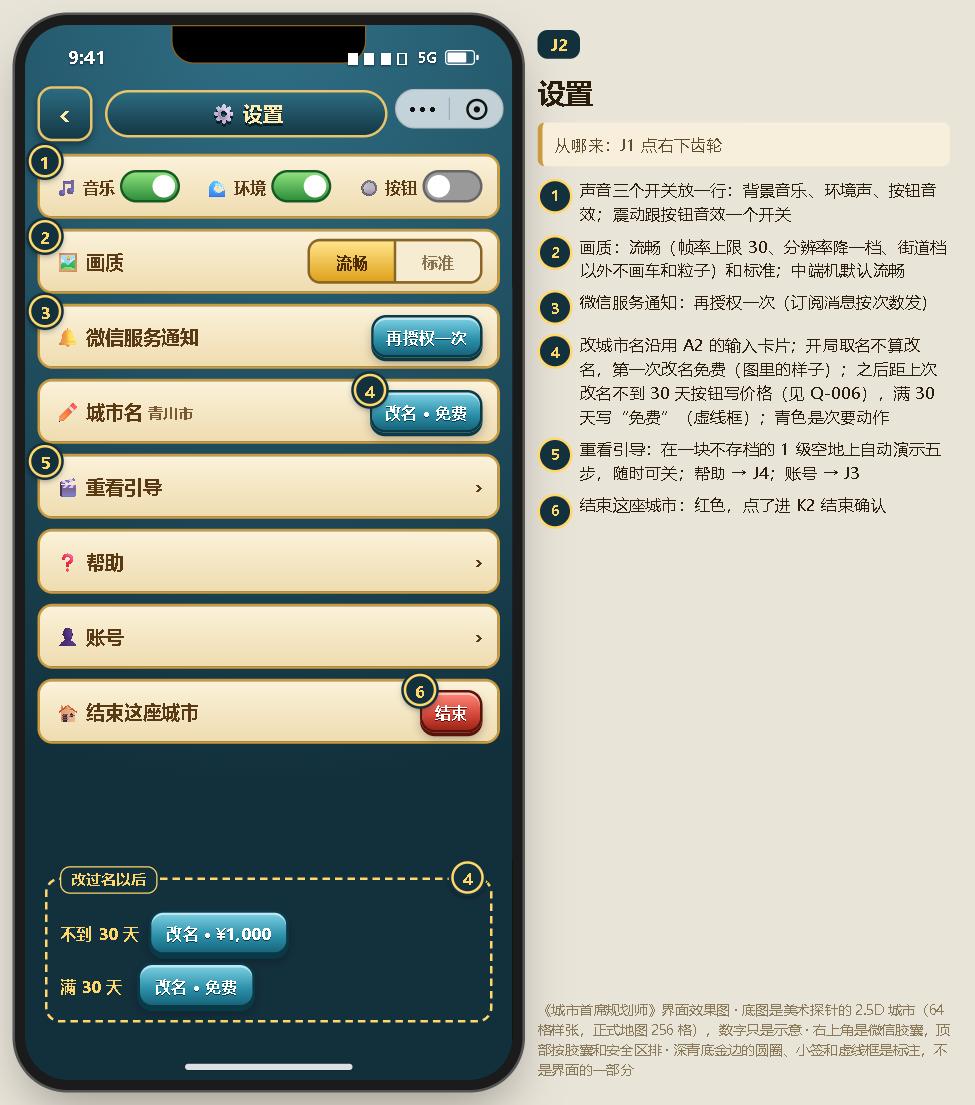 9:41
5G
‹
设置
1
音乐
环境
按钮
2
画质
流畅
标准
3
微信服务通知
再授权一次
4
城市名 青川市
改名 • 免费
5
重看引导
›
帮助
›
账号
›
6
结束这座城市
结束
改过名以后
4
不到 30 天
改名 • ¥1,000
满 30 天
改名 • 免费
J2
设置
从哪来：J1 点右下齿轮
1 声音三个开关放一行：背景音乐、环境声、按钮音
效；震动跟按钮音效一个开关
2 画质：流畅（帧率上限 30、分辨率降一档、街道档
以外不画车和粒子）和标准；中端机默认流畅
3 微信服务通知：再授权一次（订阅消息按次数发）
4 改城市名沿用 A2 的输入卡片；开局取名不算改
名，第一次改名免费（图里的样子）；之后距上次
改名不到 30 天按钮写价格（见 Q-006），满 30
天写“免费”（虚线框）；青色是次要动作
5 重看引导：在一块不存档的 1 级空地上自动演示五
步，随时可关；帮助 → J4；账号 → J3
6 结束这座城市：红色，点了进 K2 结束确认
《城市首席规划师》界面效果图 · 底图是美术探针的 2.5D 城市（64
格样张，正式地图 256 格），数字只是示意 · 右上角是微信胶囊，顶
部按胶囊和安全区排 · 深青底金边的圆圈、小签和虚线框是标注，不
是界面的一部分